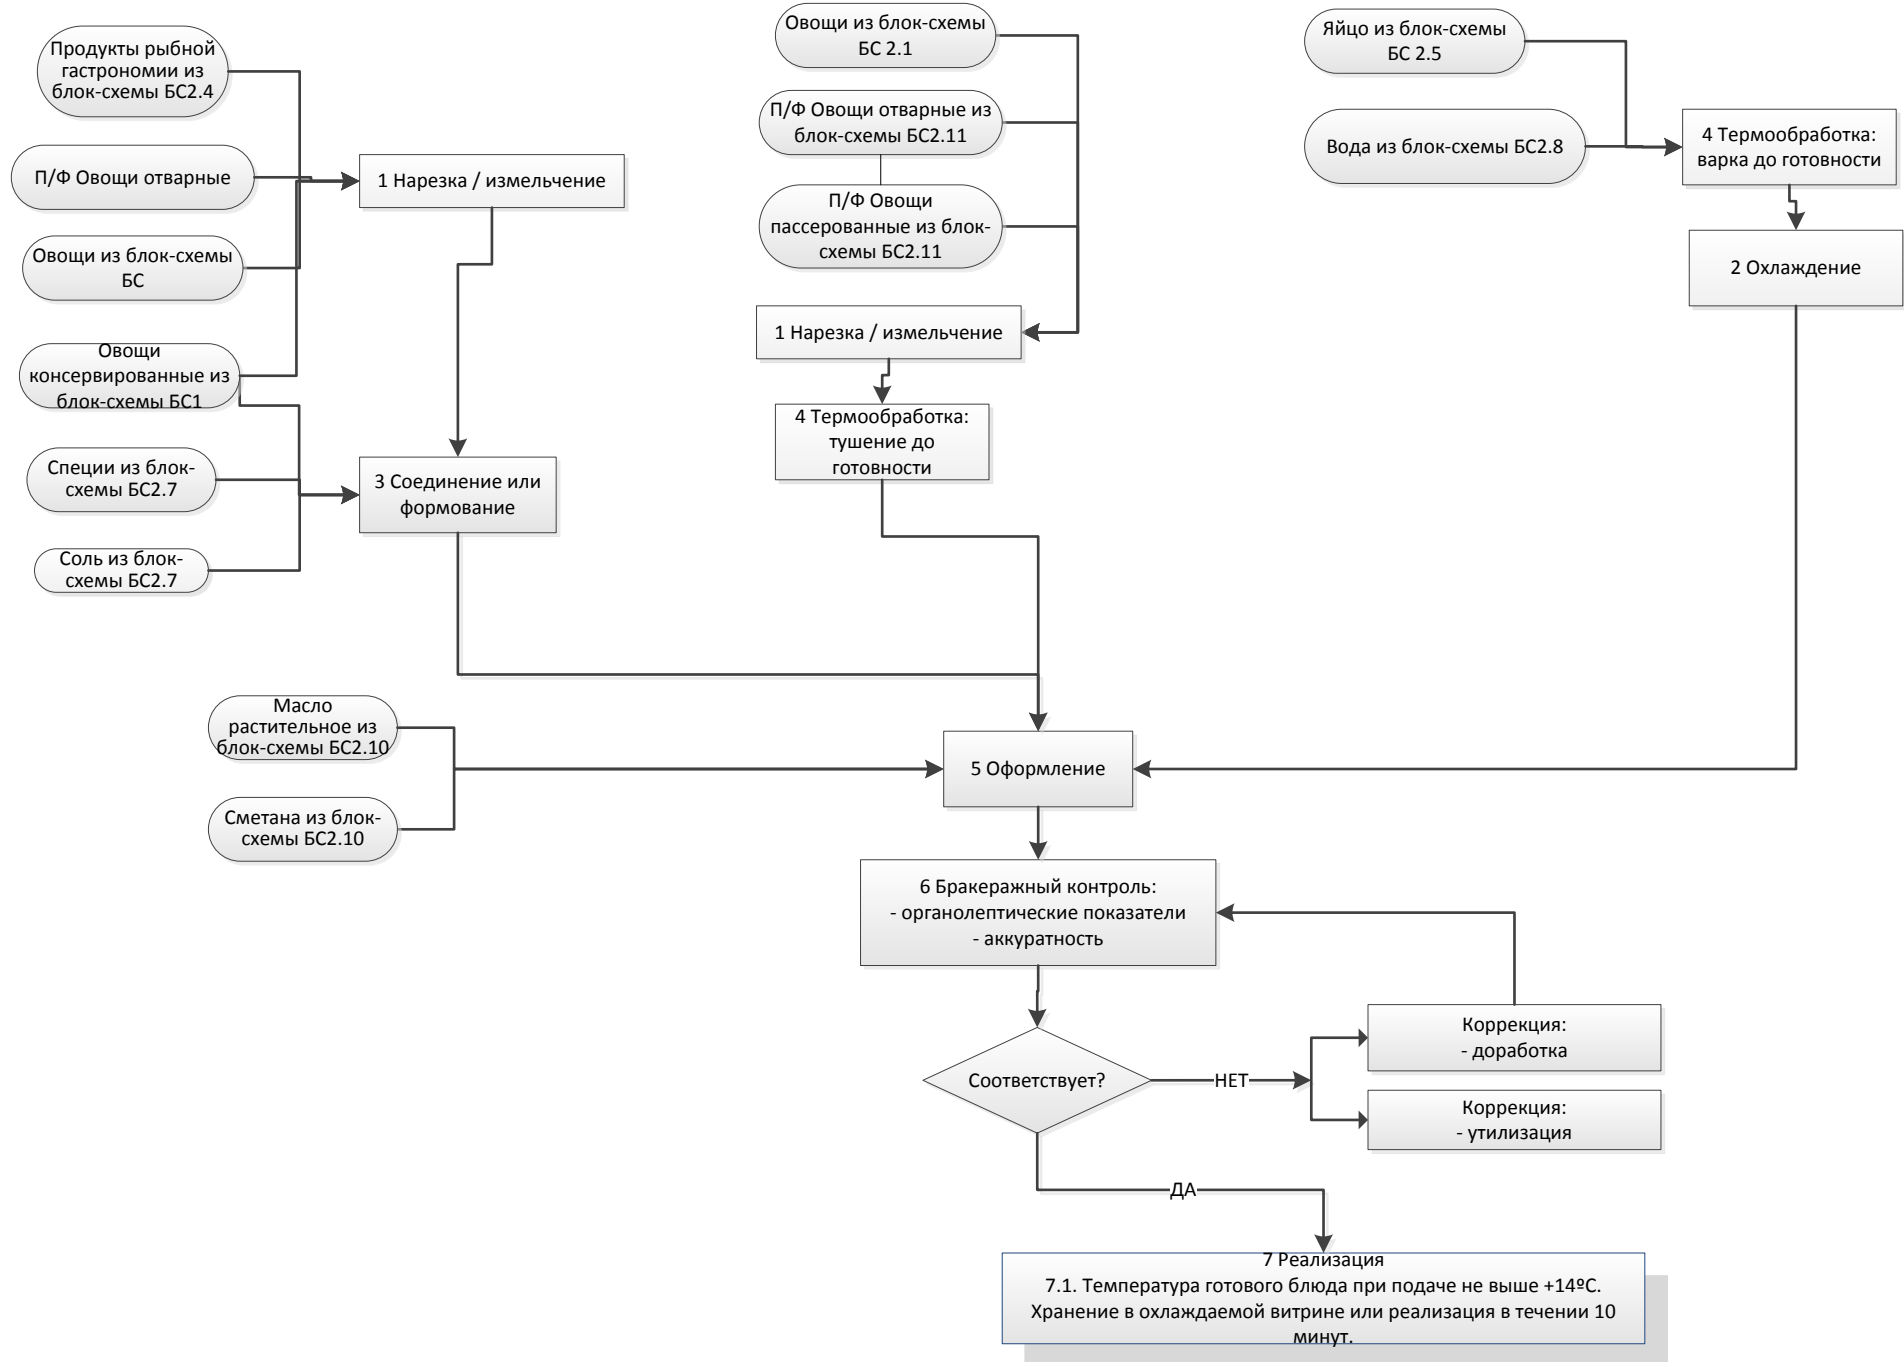 Продукты рыбной
гастрономии из
блок-схемы БС2.4
П/Ф Овощи отварные
Овощи из блок-схемы
БС
Овощи
консервированные из
блок-схемы БС1
Специи из блок-
схемы БС2.7
Соль из блок-
схемы БС2.7
1 Нарезка / измельчение
3 Соединение или
формование
Овощи из блок-схемы
БС 2.1
П/Ф Овощи отварные из
блок-схемы БС2.11
П/Ф Овощи
пассерованные из блок-
схемы БС2.11
1 Нарезка / измельчение
4 Термообработка:
тушение до
готовности
Яйцо из блок-схемы
БС 2.5
Вода из блок-схемы БС2.8
4 Термообработка:
варка до готовности
2 Охлаждение
Масло
растительное из
блок-схемы БС2.10
Сметана из блок-
схемы БС2.10
5 Оформление
6 Бракеражный контроль:
- органолептические показатели
- аккуратность
Соответствует?
НЕТ
Коррекция:
- доработка
Коррекция:
- утилизация
ДА
7 Реализация
7.1. Температура готового блюда при подаче не выше +14ºС.
Хранение в охлаждаемой витрине или реализация в течении 10
минут.